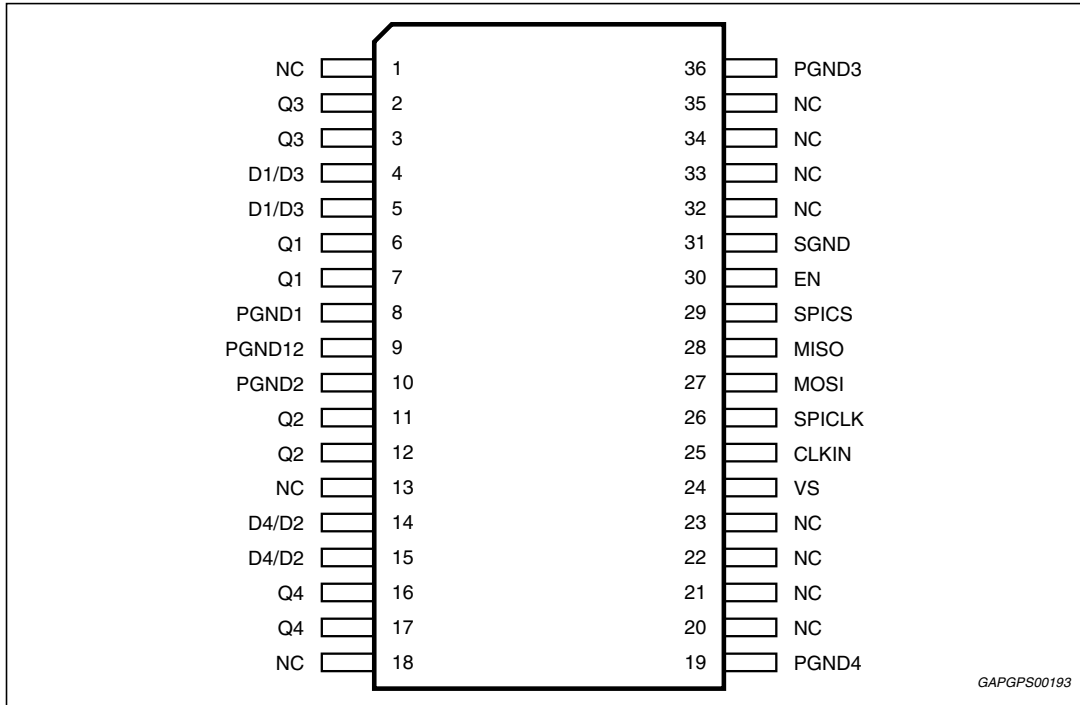 NC 1 36 PGND3
Q3 2 35 NC
Q3 3 34 NC
D1/D3 4 33 NC
D1/D3 5 32 NC
Q1 6 31 SGND
Q1 7 30 EN
PGND1 8 29 SPICS
PGND12 9 28 MISO
PGND2 10 27 MOSI
Q2 11 26 SPICLK
Q2 12 25 CLKIN
NC 13 24 VS
D4/D2 14 23 NC
D4/D2 15 22 NC
Q4 16 21 NC
Q4 17 20 NC
NC 18 19 PGND4
GAPGPS00193